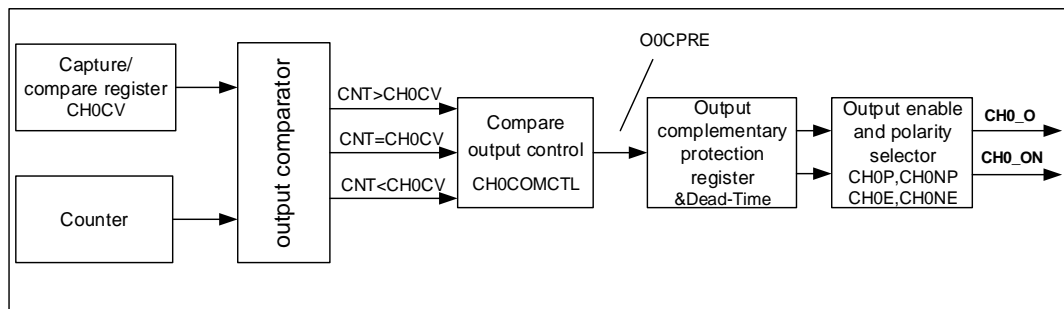 O0CPRE
Capture/
compare register
CH0CV
Counter
output comparator
CNT>CH0CV
CNT=CH0CV
CNT<CH0CV
Compare
output control
CH0COMCTL
Output
complementary
protection
register
&Dead-Time
Output enable
and polarity
selector
CH0P,CH0NP
CH0E,CH0NE
CH0_O
CH0_ON